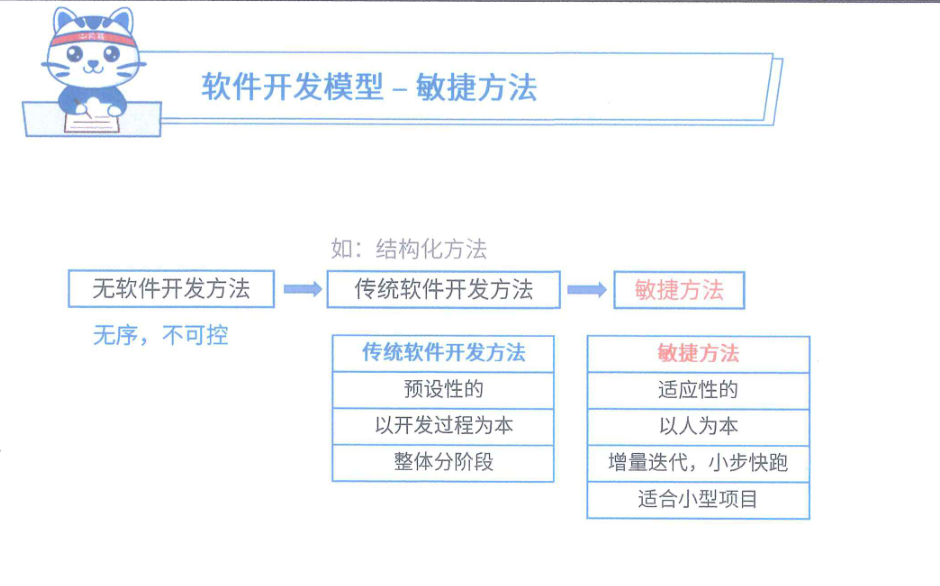 软件开发模型 – 敏捷方法
如：结构化方法
无软件开发方法
传统软件开发方法
敏捷方法
无序，不可控
传统软件开发方法
预设性的
以开发过程为本
整体分阶段
敏捷方法
适应性的
以人为本
增量迭代，小步快跑
适合小型项目